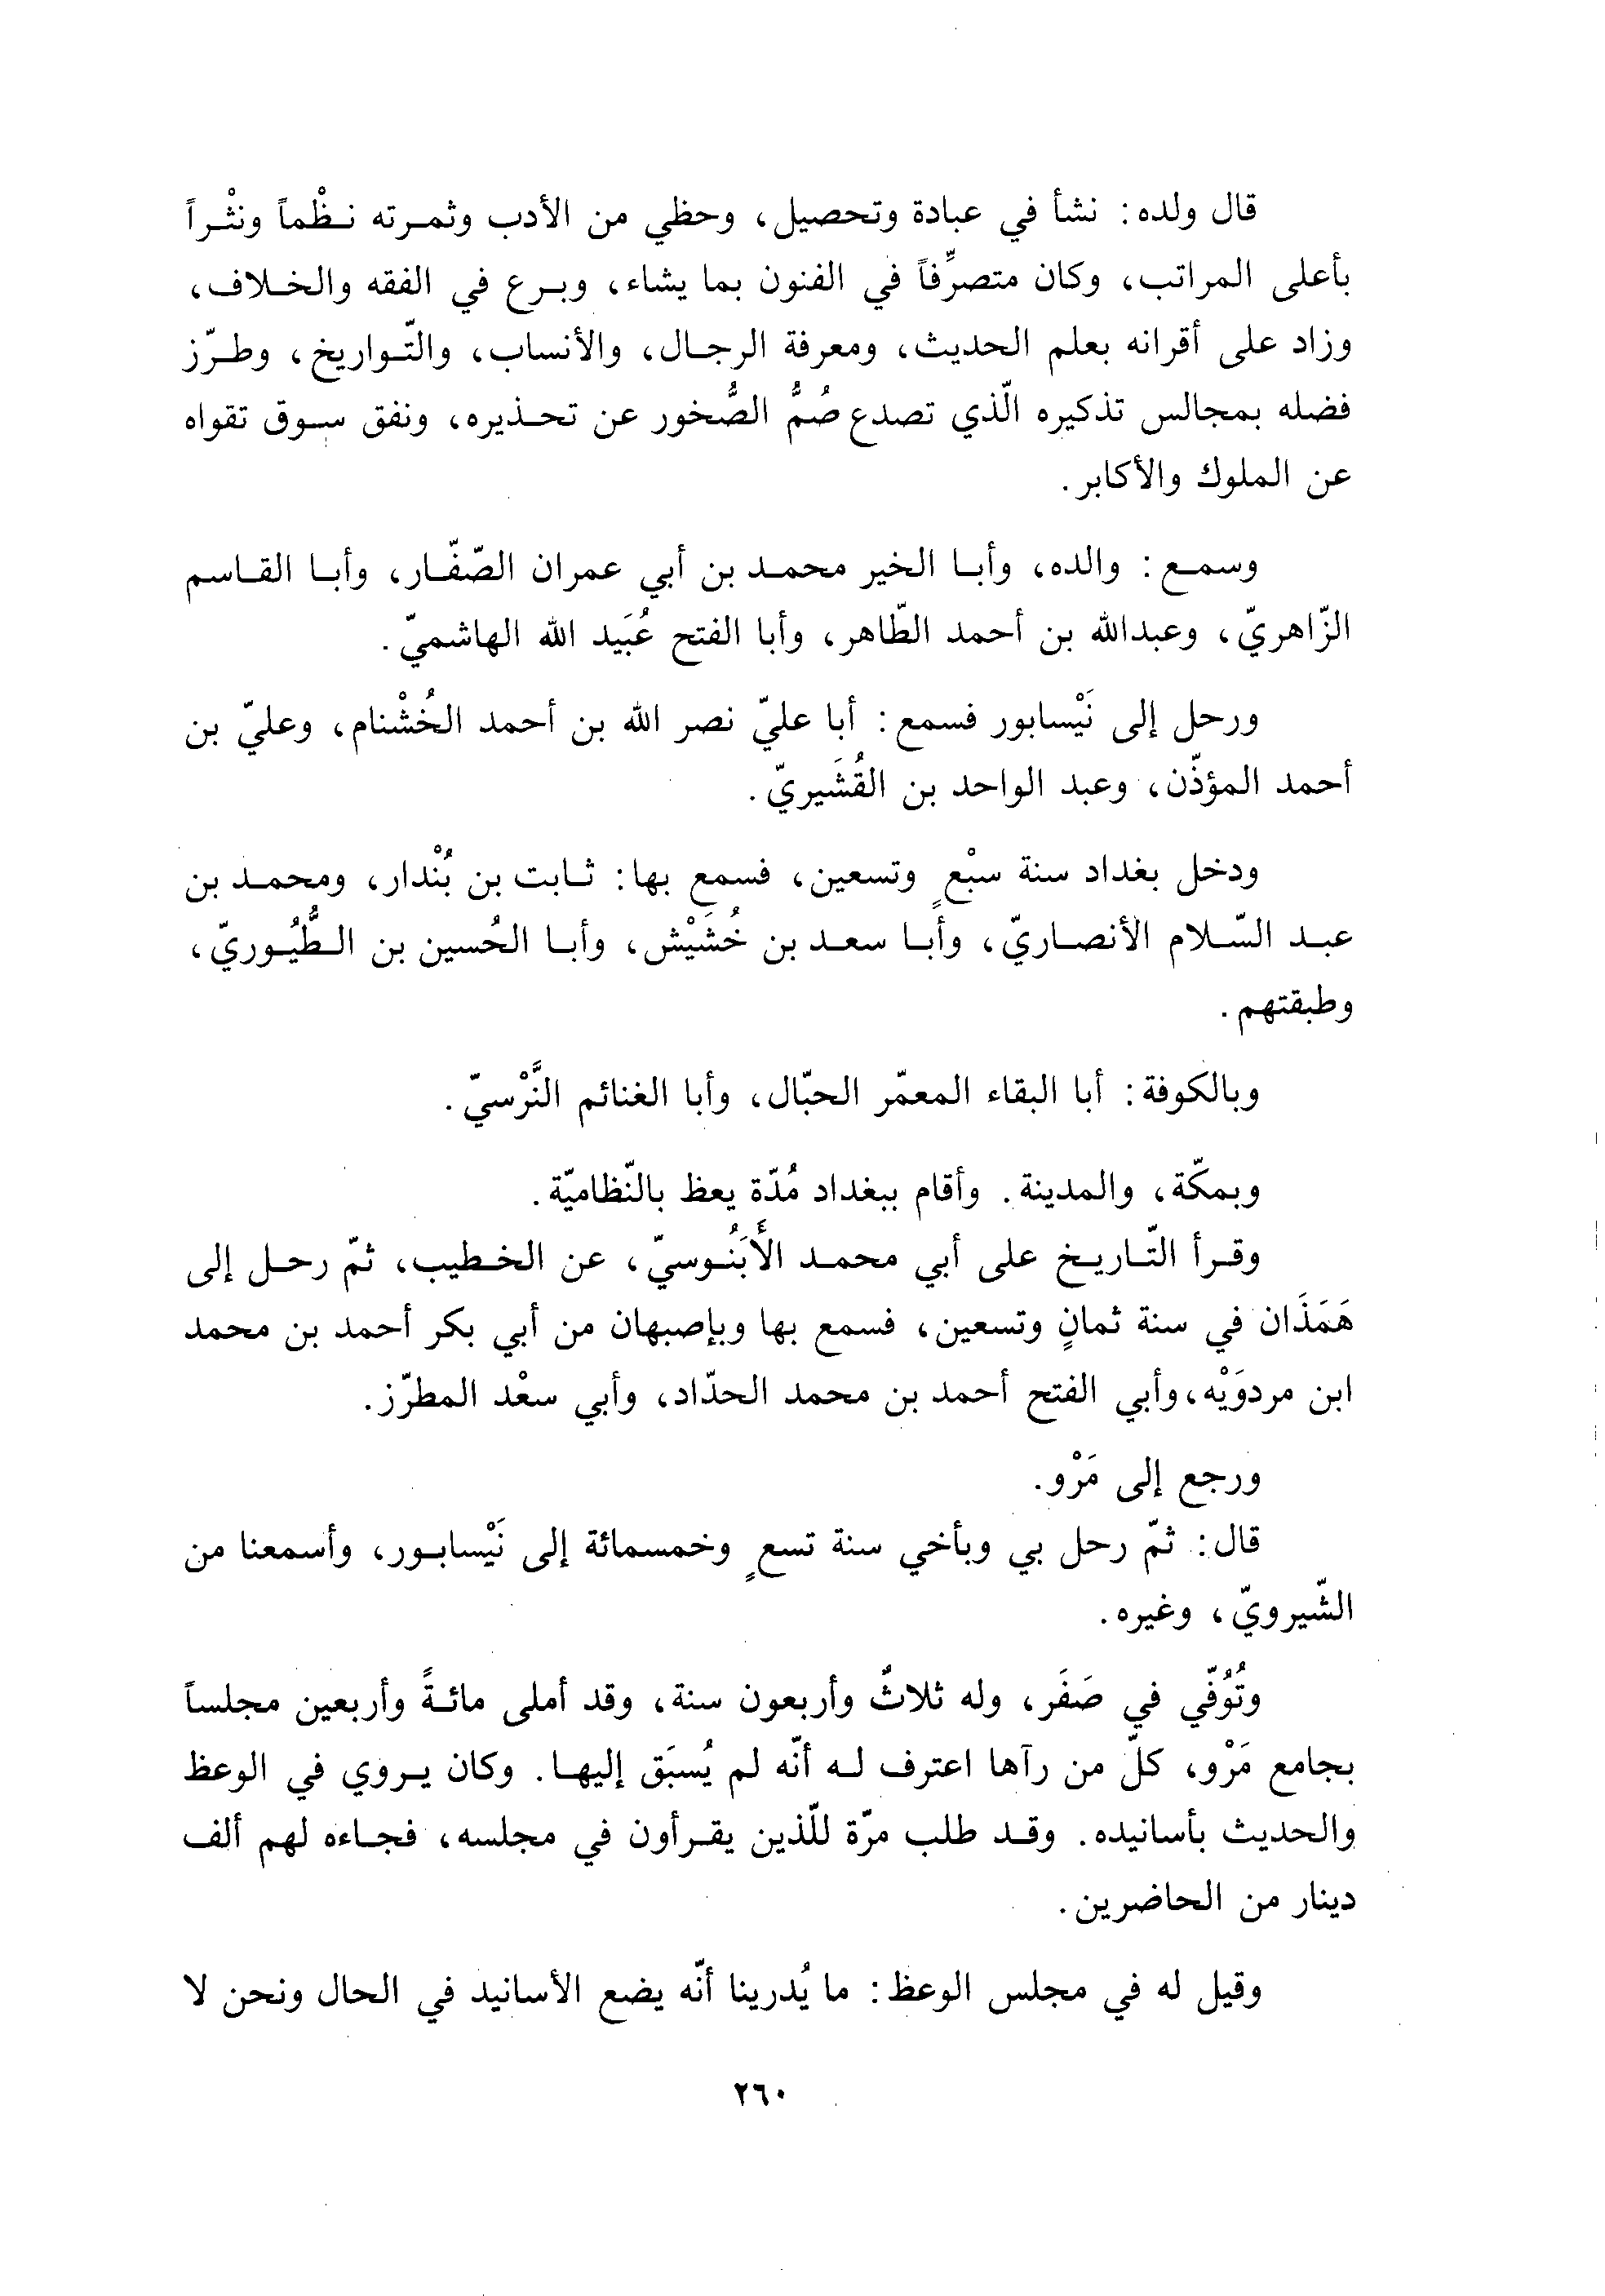 قال ولده: نشأ في عبادة وتحصيل، وحظي من الأدب وثمرته نظْماً ونثْراً
بأعلى المراتب، وكان متصرِّفاً في الفنون بما يشاء، وبرع في الفقه والخلاف،
وزاد على أقرانه بعلم الحديث، ومعرفة الرجال، والأنساب، والتّواريخ، وطرّز
فضله بمجالس تذكيره الّذي تصدع صُمُّ الصُّخور عن تحذيره، ونفق سوق تقواه
عن الملوك والأكابر.
وسمع: والده، وأبا الخير محمد بن أبي عمران الصّفّار، وأبا القاسم
الزّاهريّ، وعبدالله بن أحمد الطّاهر، وأبا الفتح عُبَيد الله الهاشميّ.
ورحل إلى نَيْسابور فسمع: أبا عليّ نصر الله بن أحمد الخُشْنام، وعليّ بن
أحمد المؤذّن، وعبد الواحد بن القُشَيريّ.
ودخل بغداد سنة سبْعٍ وتسعين، فسمع بها: ثابت بن بُنْدار، ومحمد بن
عبد السّلام الأنصاريّ، وأبا سعد بن خُشَيْش، وأبا الحُسين بن الطُّيُوريّ،
وطبقتهم.
وبالكوفة: أبا البقاء المعمّر الحبّال، وأبا الغنائم النَّرْسيّ.
وبمكّة، والمدينة. وأقام ببغداد مُدّة يعظ بالنّظاميّة.
وقرأ التّاريخ على أبي محمد الأَبَنُوسيّ، عن الخطيب، ثمّ رحل إلى
هَمَذَان في سنة ثمانٍ وتسعين، فسمع بها وبإصبهان من أبي بكر أحمد بن محمد
ابن مردوَيْه، وأبي الفتح أحمد بن محمد الحدّاد، وأبي سعْد المطرّز.
ورجع إلى مَرْو.
قال: ثمّ رحل بي وبأخي سنة تسعٍ وخمسمائة إلى نَيْسابور، وأسمعنا من
الشّيرويّ، وغيره.
وتُوُفّي في صَفَر، وله ثلاثٌ وأربعون سنة، وقد أملى مائةً وأربعين مجلساً
بجامع مَرْو، كلّ من رآها اعترف له أنّه لم يُسبَق إليها. وكان يروي في الوعظ
والحديث بأسانيده. وقد طلب مرّة للّذين يقرأون في مجلسه، فجاءه لهم ألف
دينار من الحاضرين.
وقيل له في مجلس الوعظ: ما يُدرينا أنّه يضع الأسانيد في الحال ونحن لا
٢٦٠